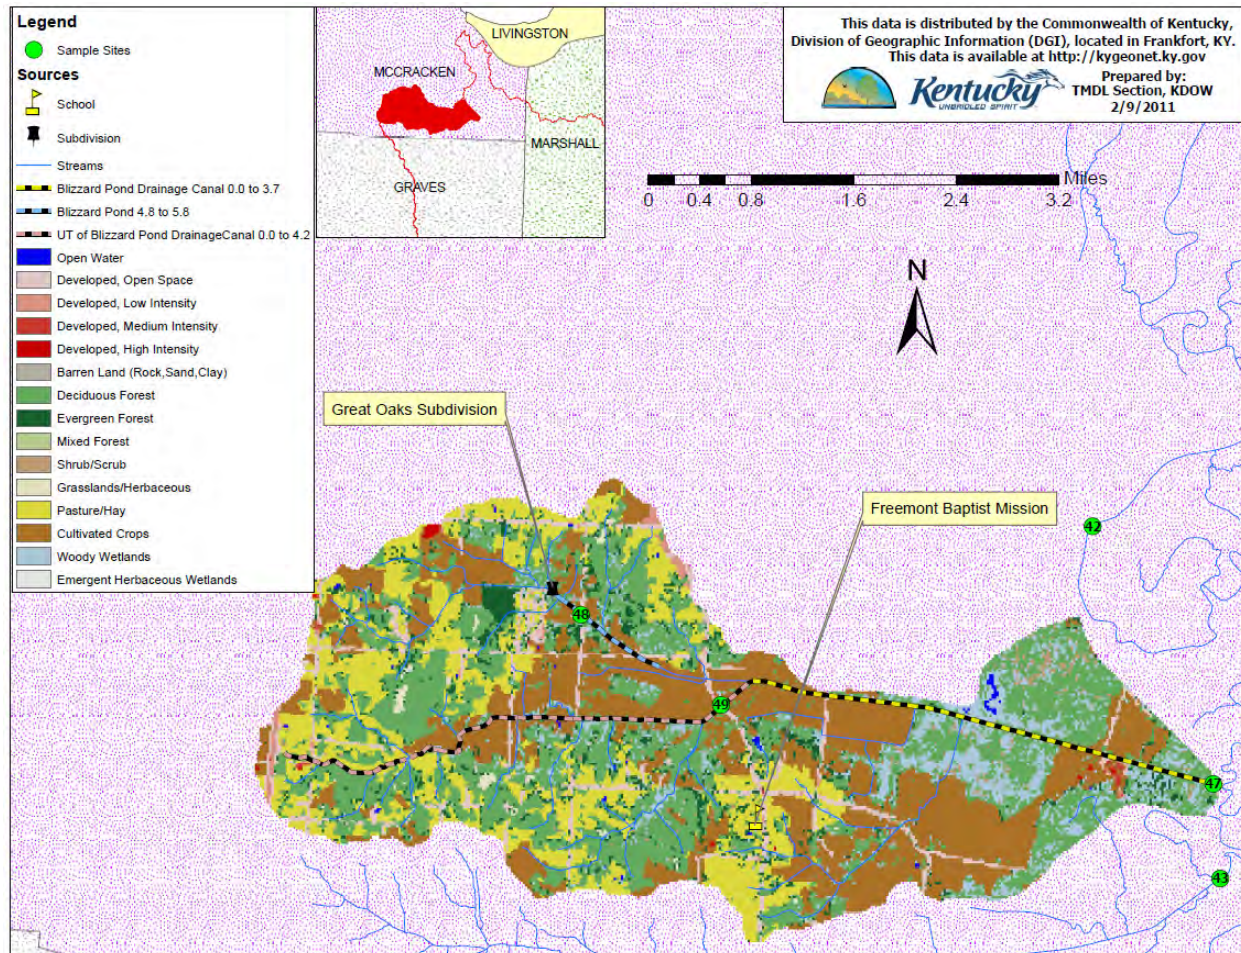 Legend
Sample Sites
Sources
School
Subdivision
Streams
Blizzard Pond Drainage Canal 0.0 to 3.7
Blizzard Pond 4.8 to 5.8
UT of Blizzard Pond DrainageCanal 0.0 to 4.2
Open Water
Developed, Open Space
Developed, Low Intensity
Developed, Medium Intensity
Developed, High Intensity
Barren Land (Rock,Sand,Clay)
Deciduous Forest
Evergreen Forest
Mixed Forest
Shrub/Scrub
Grasslands/Herbaceous
Pasture/Hay
Cultivated Crops
Woody Wetlands
Emergent Herbaceous Wetlands
LIVINGSTON
MCCRACKEN
MARSHALL
GRAVES
This data is distributed by the Commonwealth of Kentucky,
Division of Geographic Information (DGI), located in Frankfort, KY.
This data is available at http://kygeonet.ky.gov
Kentucky
UNBRIDLED SPIRIT
Prepared by:
TMDL Section, KDOW
2/9/2011
Miles
0 0.4 0.8 1.6 2.4 3.2
N
Great Oaks Subdivision
Freemont Baptist Mission
42
48
49
47
43